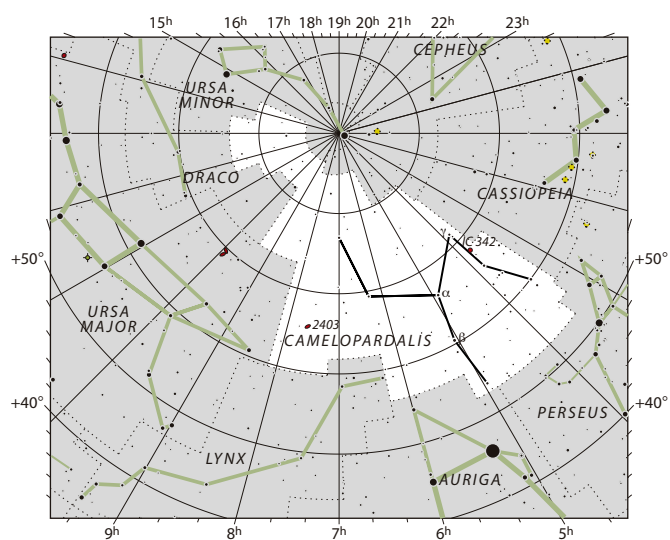 15h 16h 17h 18h 19h 20h 21h 22h 23h
CEPHEUS
URSA
MINOR
DRACO
CASSIOPEIA
γ
IC 342
+50° +50°
α
URSA
MAJOR
2403
CAMELOPARDALIS
β
+40° +40°
PERSEUS
LYNX
AURIGA
9h 8h 7h 6h 5h